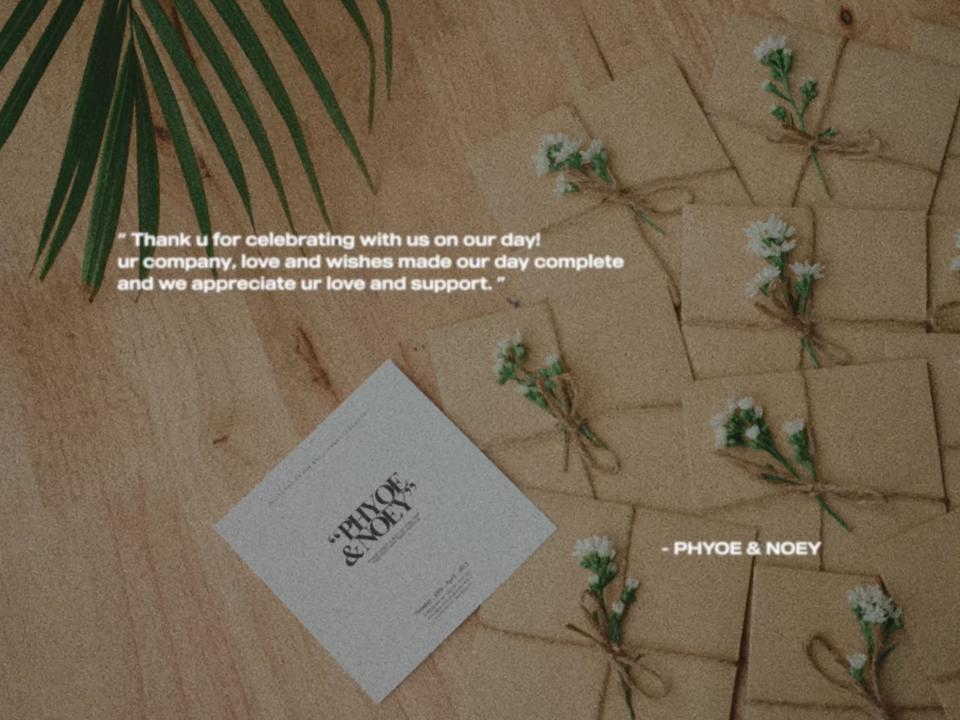 “ Thank u for celebrating with us on our day!
ur company, love and wishes made our day complete
and we appreciate ur love and support. ”
“PHYOE
& NOEY”
- PHYOE & NOEY